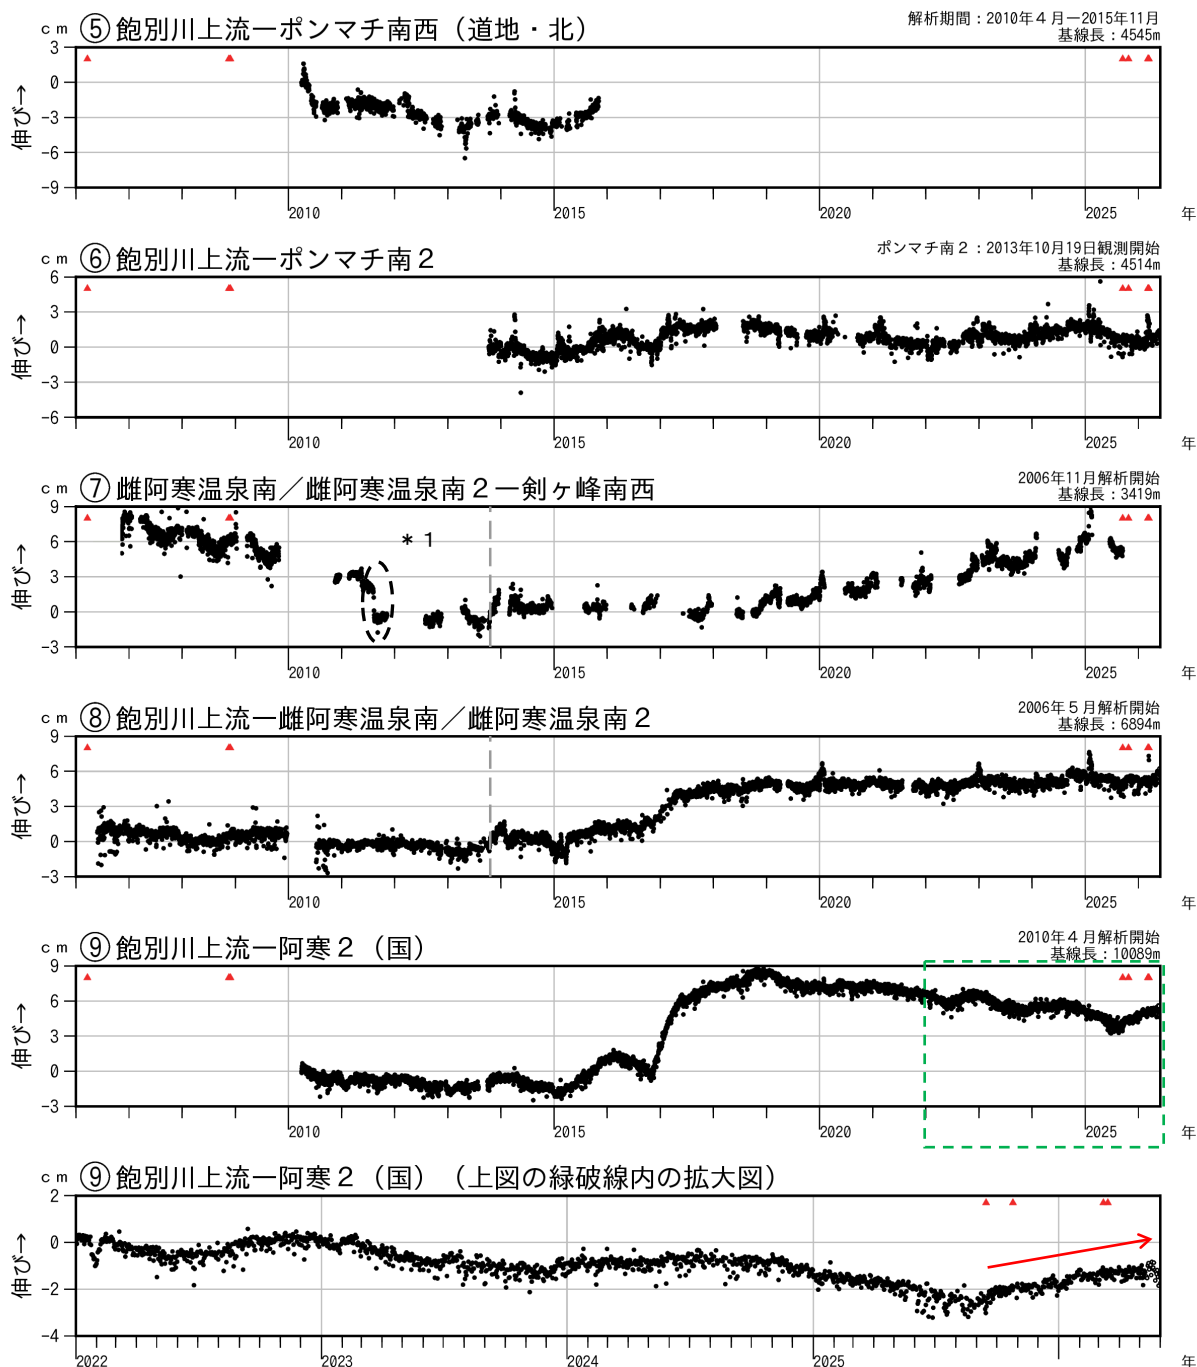 cm ⑤飽別川上流－ポンマチ南西（道地・北） 解析期間：2010年４月－2015年11月
基線長：4545m
3
0
-3
-6
-9
伸び→
2010 2015 2020 2025 年
cm ⑥飽別川上流－ポンマチ南２ ポンマチ南２：2013年10月19日観測開始
基線長：4514m
6
3
0
-3
-6
伸び→
2010 2015 2020 2025 年
cm ⑦雌阿寒温泉南／雌阿寒温泉南２－剣ヶ峰南西 2006年11月解析開始
基線長：3419m
9
6
3
0
-3
伸び→
＊１
2010 2015 2020 2025 年
cm ⑧飽別川上流－雌阿寒温泉南／雌阿寒温泉南２ 2006年５月解析開始
基線長：6894m
9
6
3
0
-3
伸び→
2010 2015 2020 2025 年
cm ⑨飽別川上流－阿寒２（国） 2010年４月解析開始
基線長：10089m
9
6
3
0
-3
伸び→
2010 2015 2020 2025 年
cm ⑨飽別川上流－阿寒２（国）（上図の緑破線内の拡大図）
2
0
-2
-4
伸び→
2022 2023 2024 2025 年